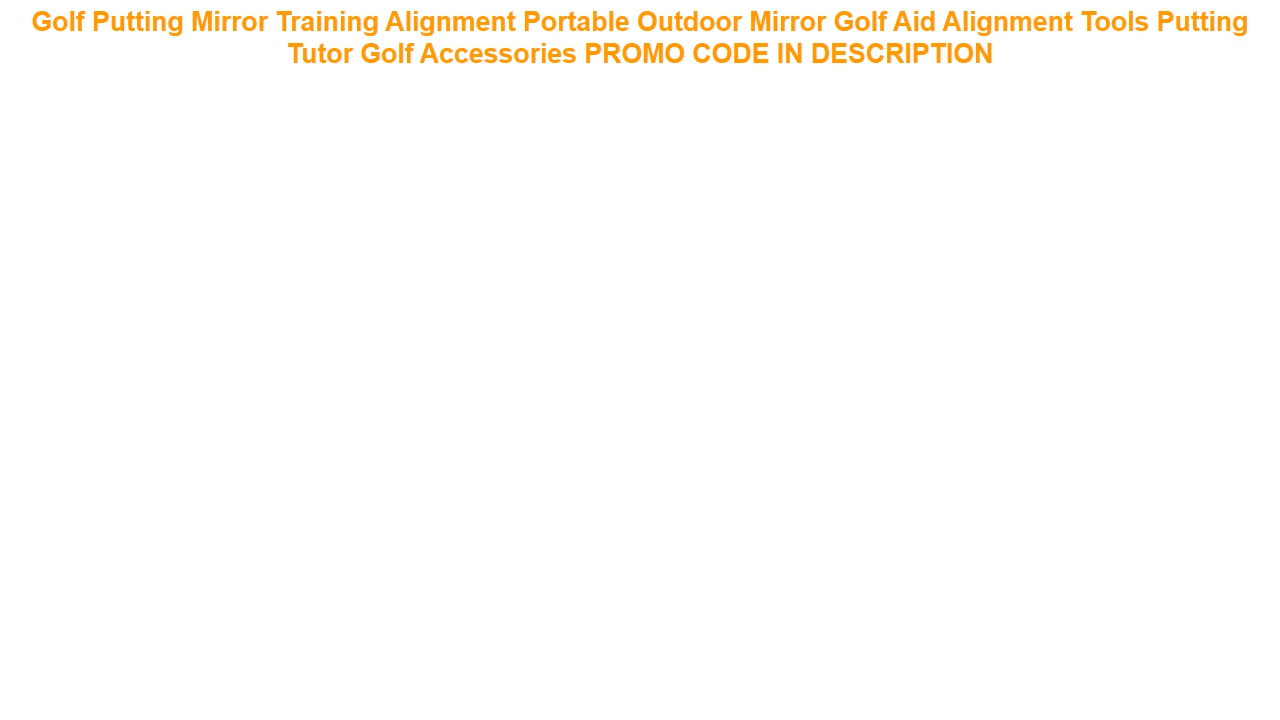 Golf Putting Mirror Training Alignment Portable Outdoor Mirror Golf Aid Alignment Tools Putting
Tutor Golf Accessories PROMO CODE IN DESCRIPTION